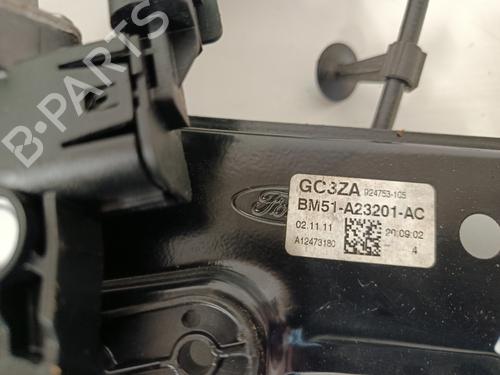 B-PARTS
GC3ZA 924753-105
BM51-A23201-AC
02.11.11 20:09:02
A12473180 4